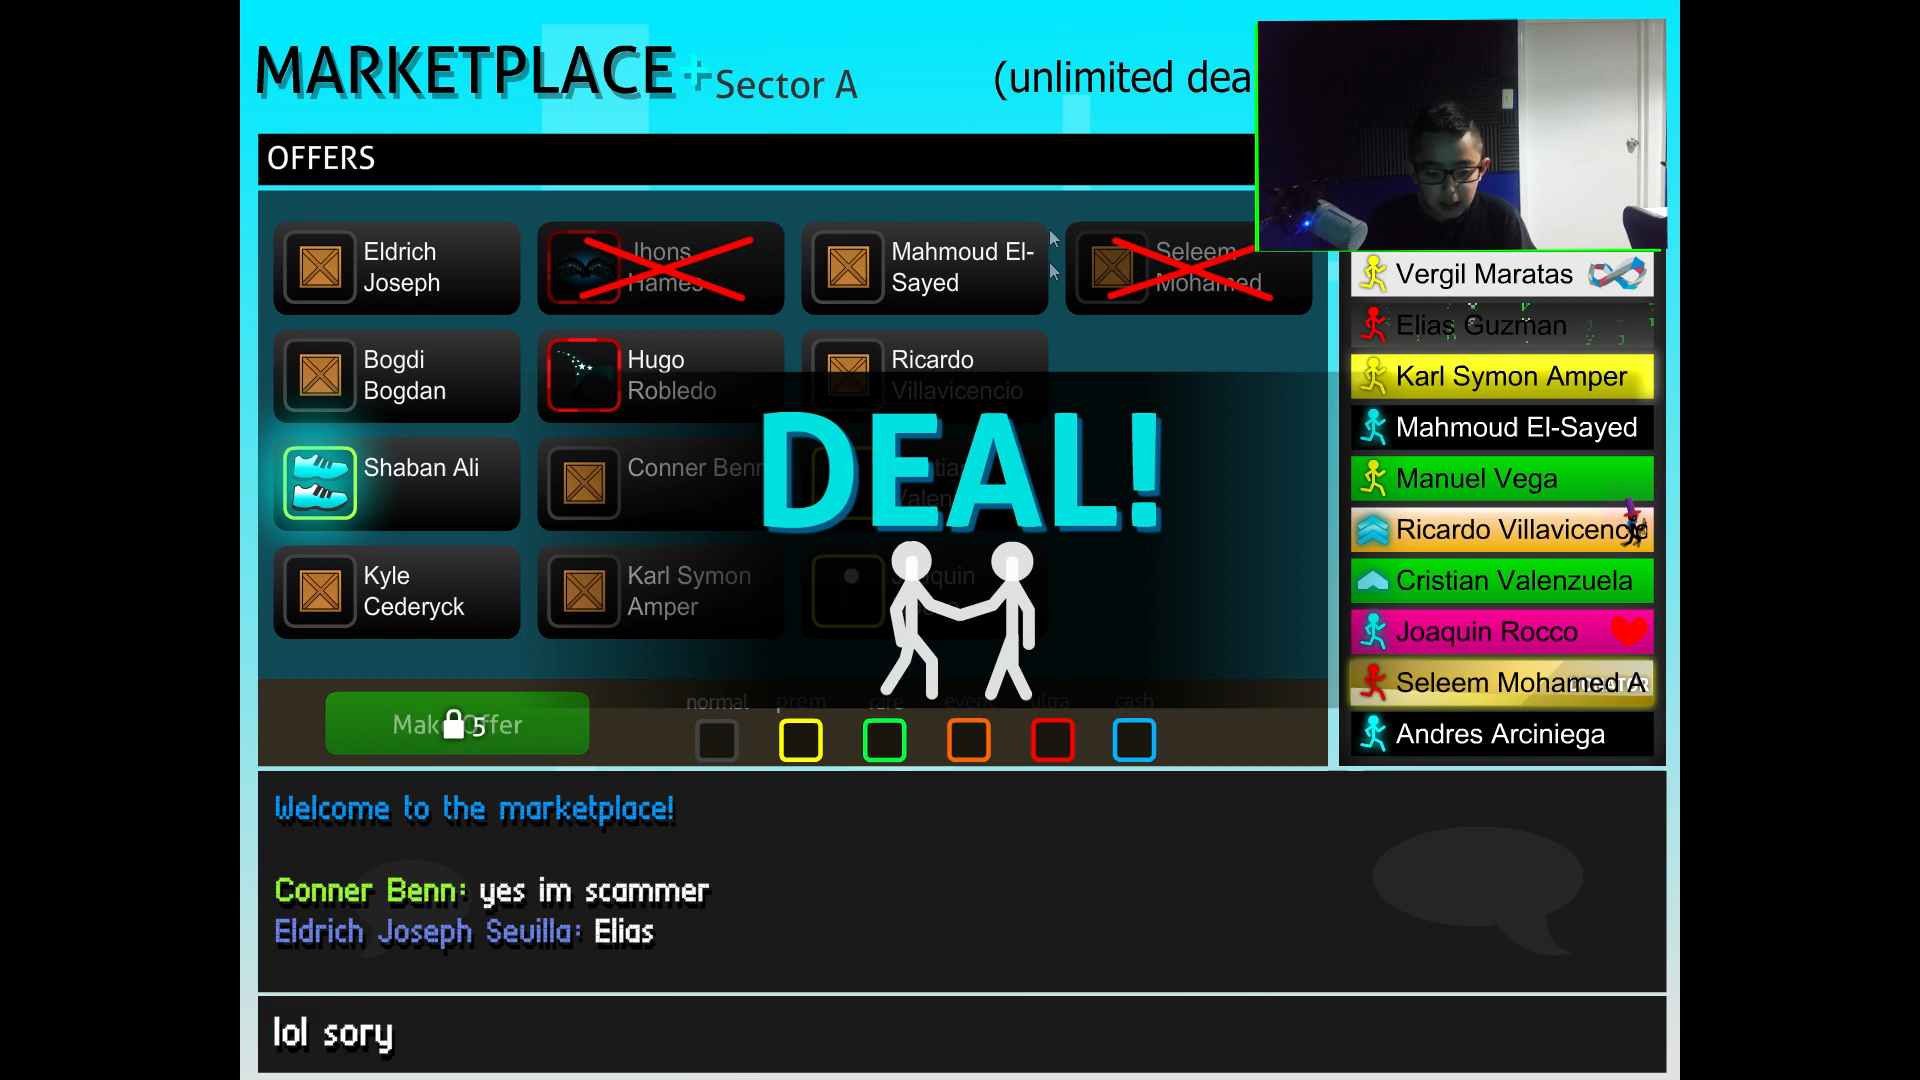 MARKETPLACE+ Sector A (unlimited dea
OFFERS
Eldrich
Joseph
Jhons
Hames
Mahmoud El-
Sayed
Seleem
Mohamed
Bogdi
Bogdan
Hugo
Robledo
Ricardo
Villavicencio
Shaban Ali
Conner Benn
DEAL!
Kyle
Cederyck
Karl Symon
Amper
Make Offer
5
normal prem rare event ultra cash
Vergil Maratas
Elias Guzman
Karl Symon Amper
Mahmoud El-Sayed
Manuel Vega
Ricardo Villavicencio
Cristian Valenzuela
Joaquin Rocco
Seleem Mohamed A
Andres Arciniega
Welcome to the marketplace!
Conner Benn: yes im scammer
Eldrich Joseph Sevilla: Elias
lol sory